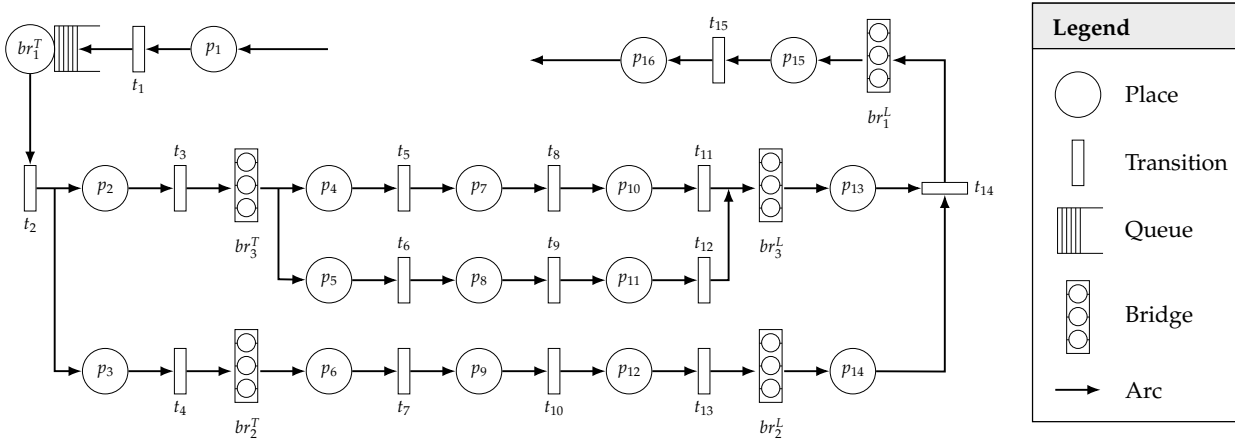 br₁ᵀ
t₁
p₁
p₁₆
t₁₅
p₁₅
br₁ᴸ
t₂
p₂
t₃
br₃ᵀ
p₄
t₅
p₇
t₈
p₁₀
t₁₁
br₃ᴸ
p₁₃
t₁₄
p₅
t₆
p₈
t₉
p₁₁
t₁₂
p₃
t₄
br₂ᵀ
p₆
t₇
p₉
t₁₀
p₁₂
t₁₃
br₂ᴸ
p₁₄
Legend
Place
Transition
Queue
Bridge
Arc